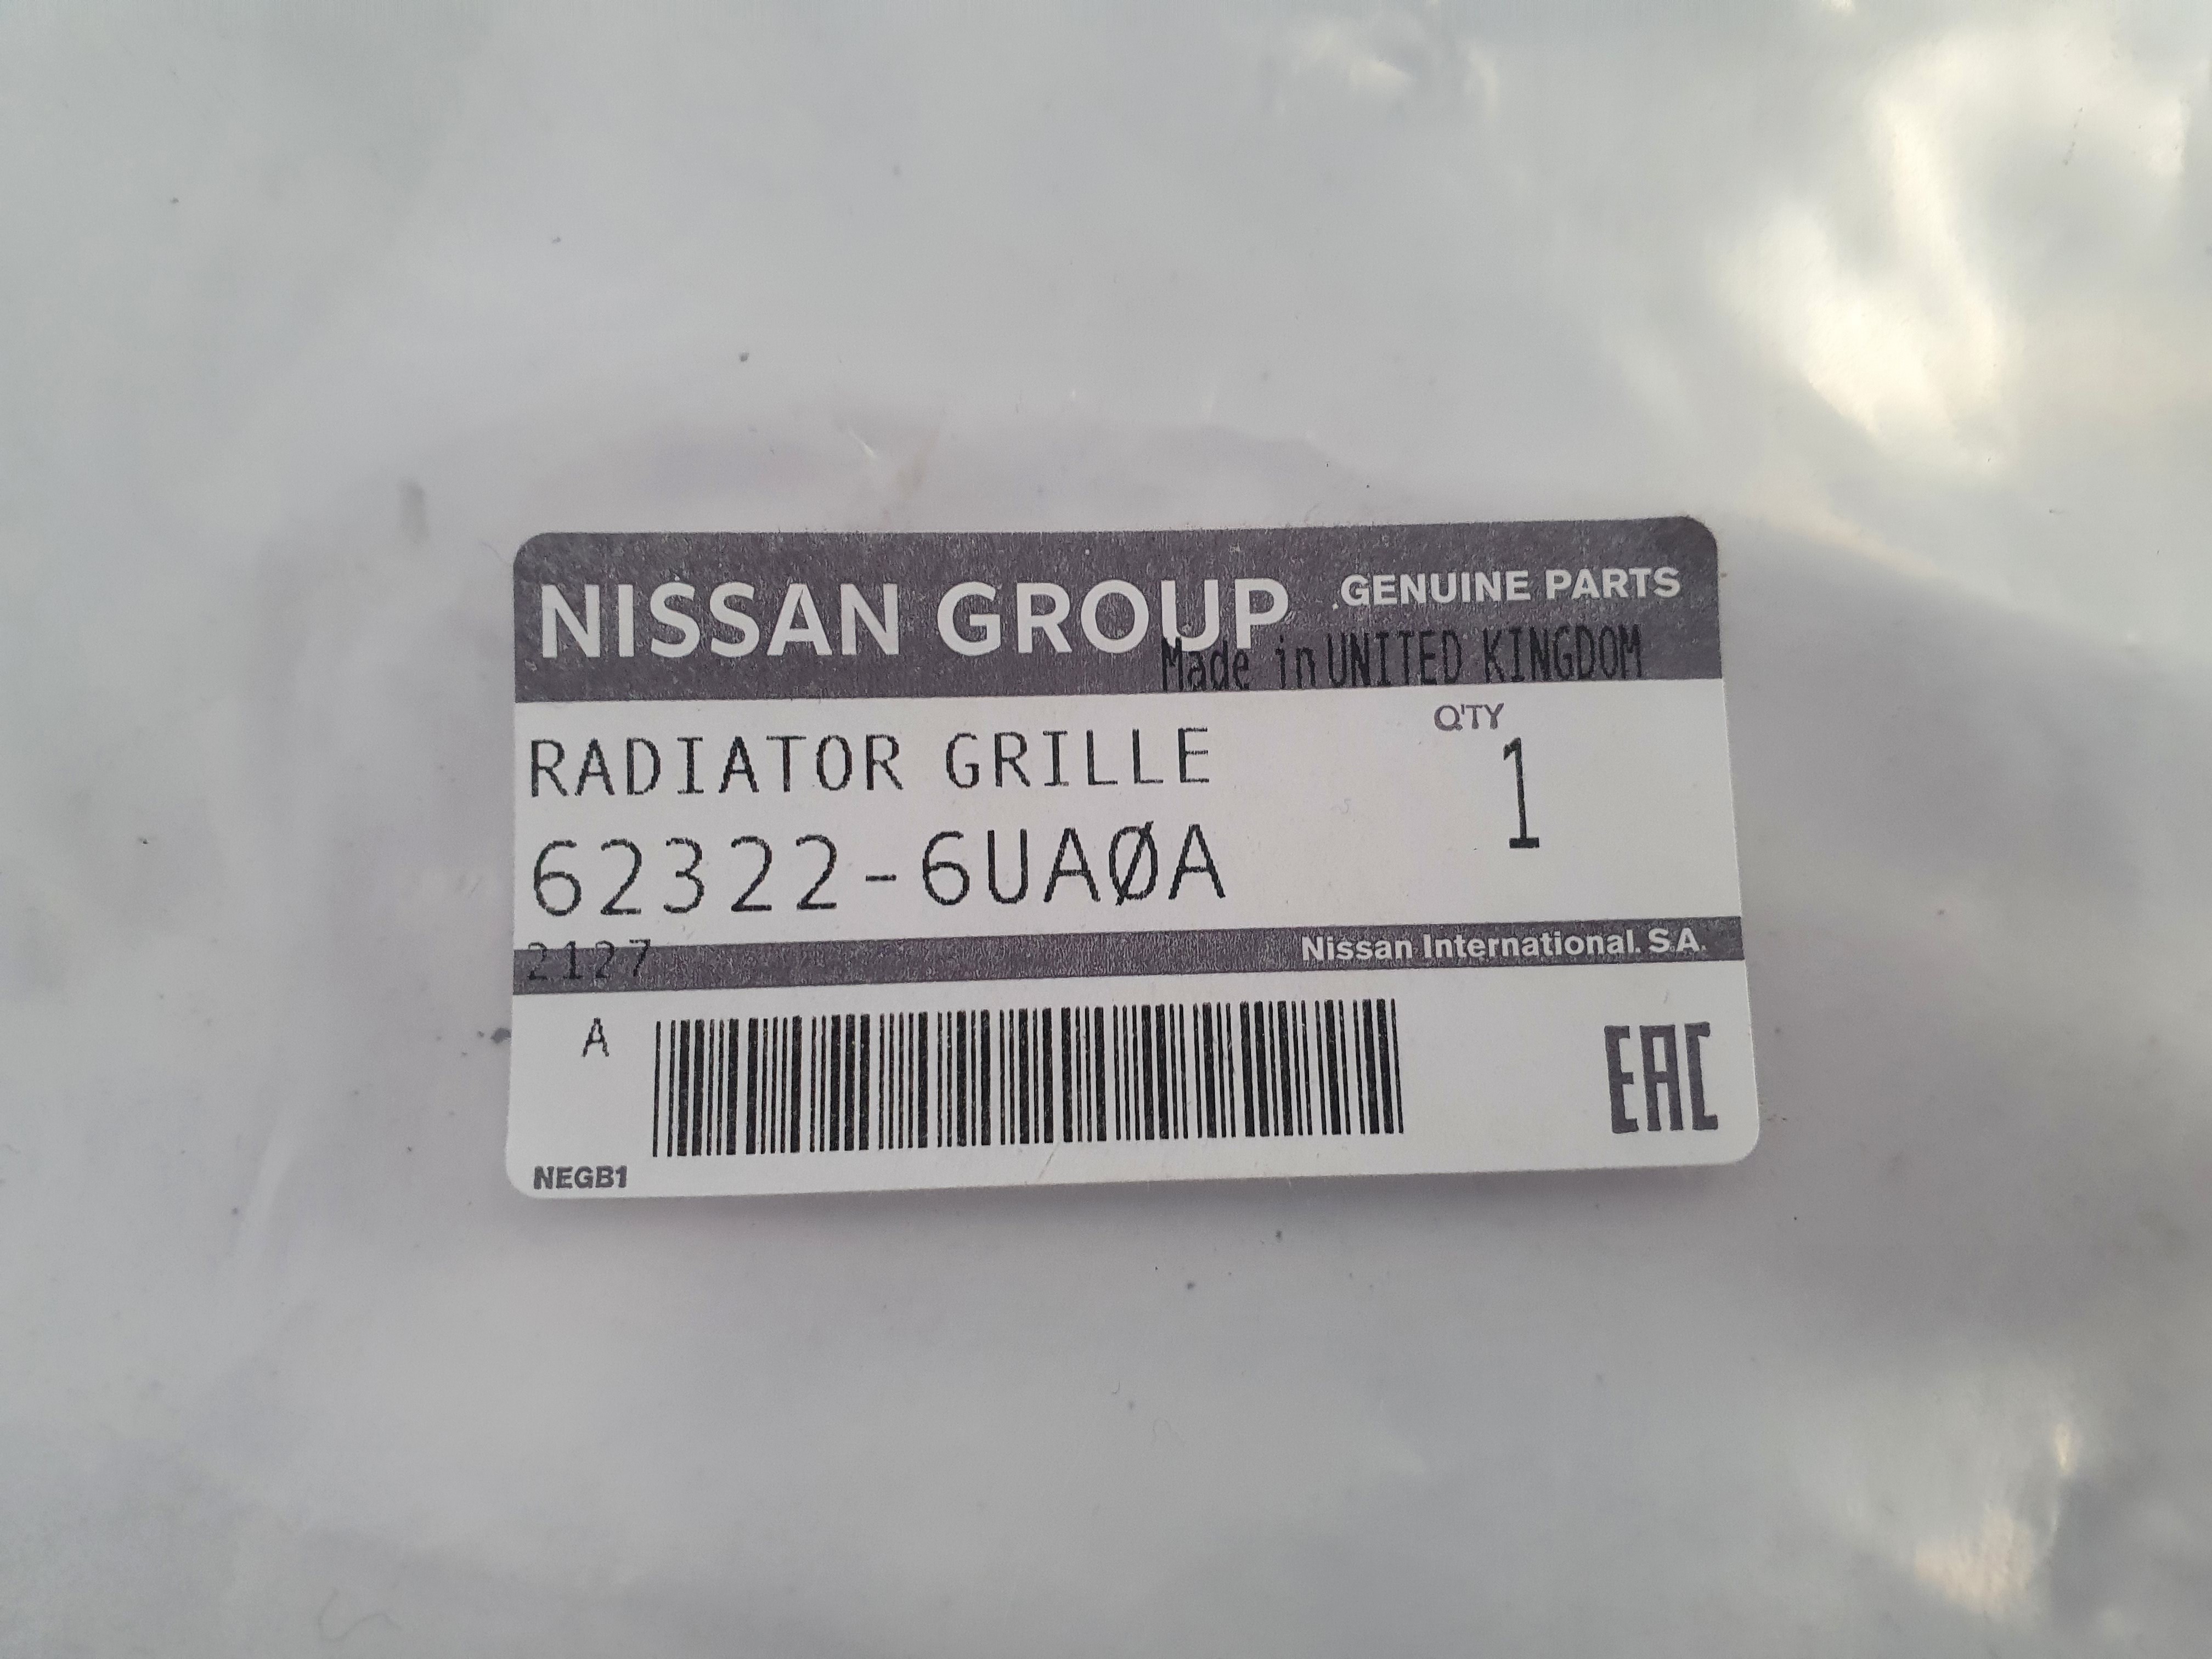 NISSAN GROUP
GENUINE PARTS
Made in UNITED KINGDOM
RADIATOR GRILLE
Q'TY
1
62322-6UA0A
2127
Nissan International. S.A.
A
EAC
NEGB1